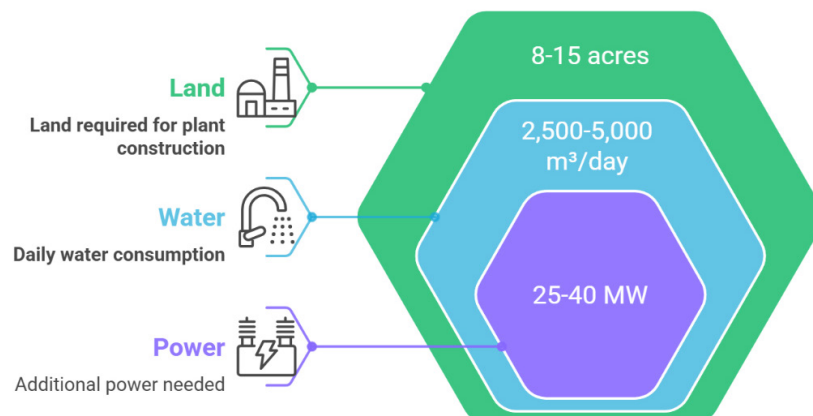 Land
Land required for plant
construction
8-15 acres
Water
Daily water consumption
2,500-5,000
m³/day
Power
Additional power needed
25-40 MW